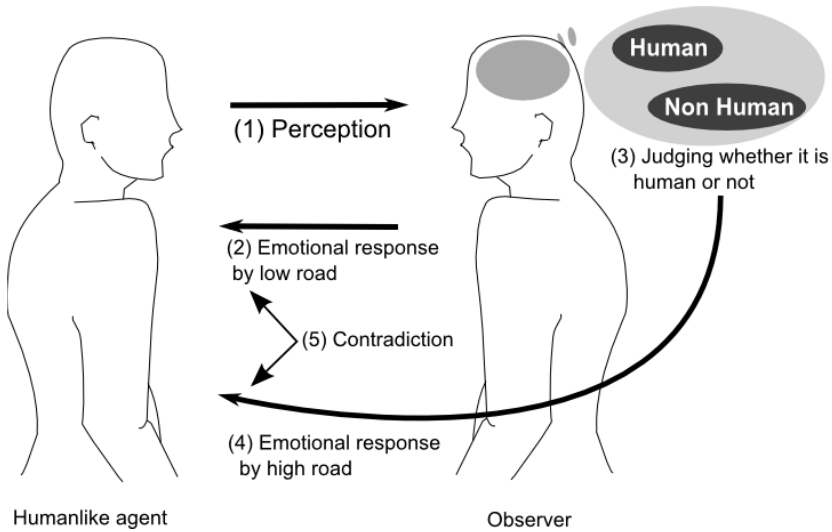 Human
Non Human
(1) Perception
(3) Judging whether it is
human or not
(2) Emotional response
by low road
(5) Contradiction
(4) Emotional response
by high road
Humanlike agent
Observer